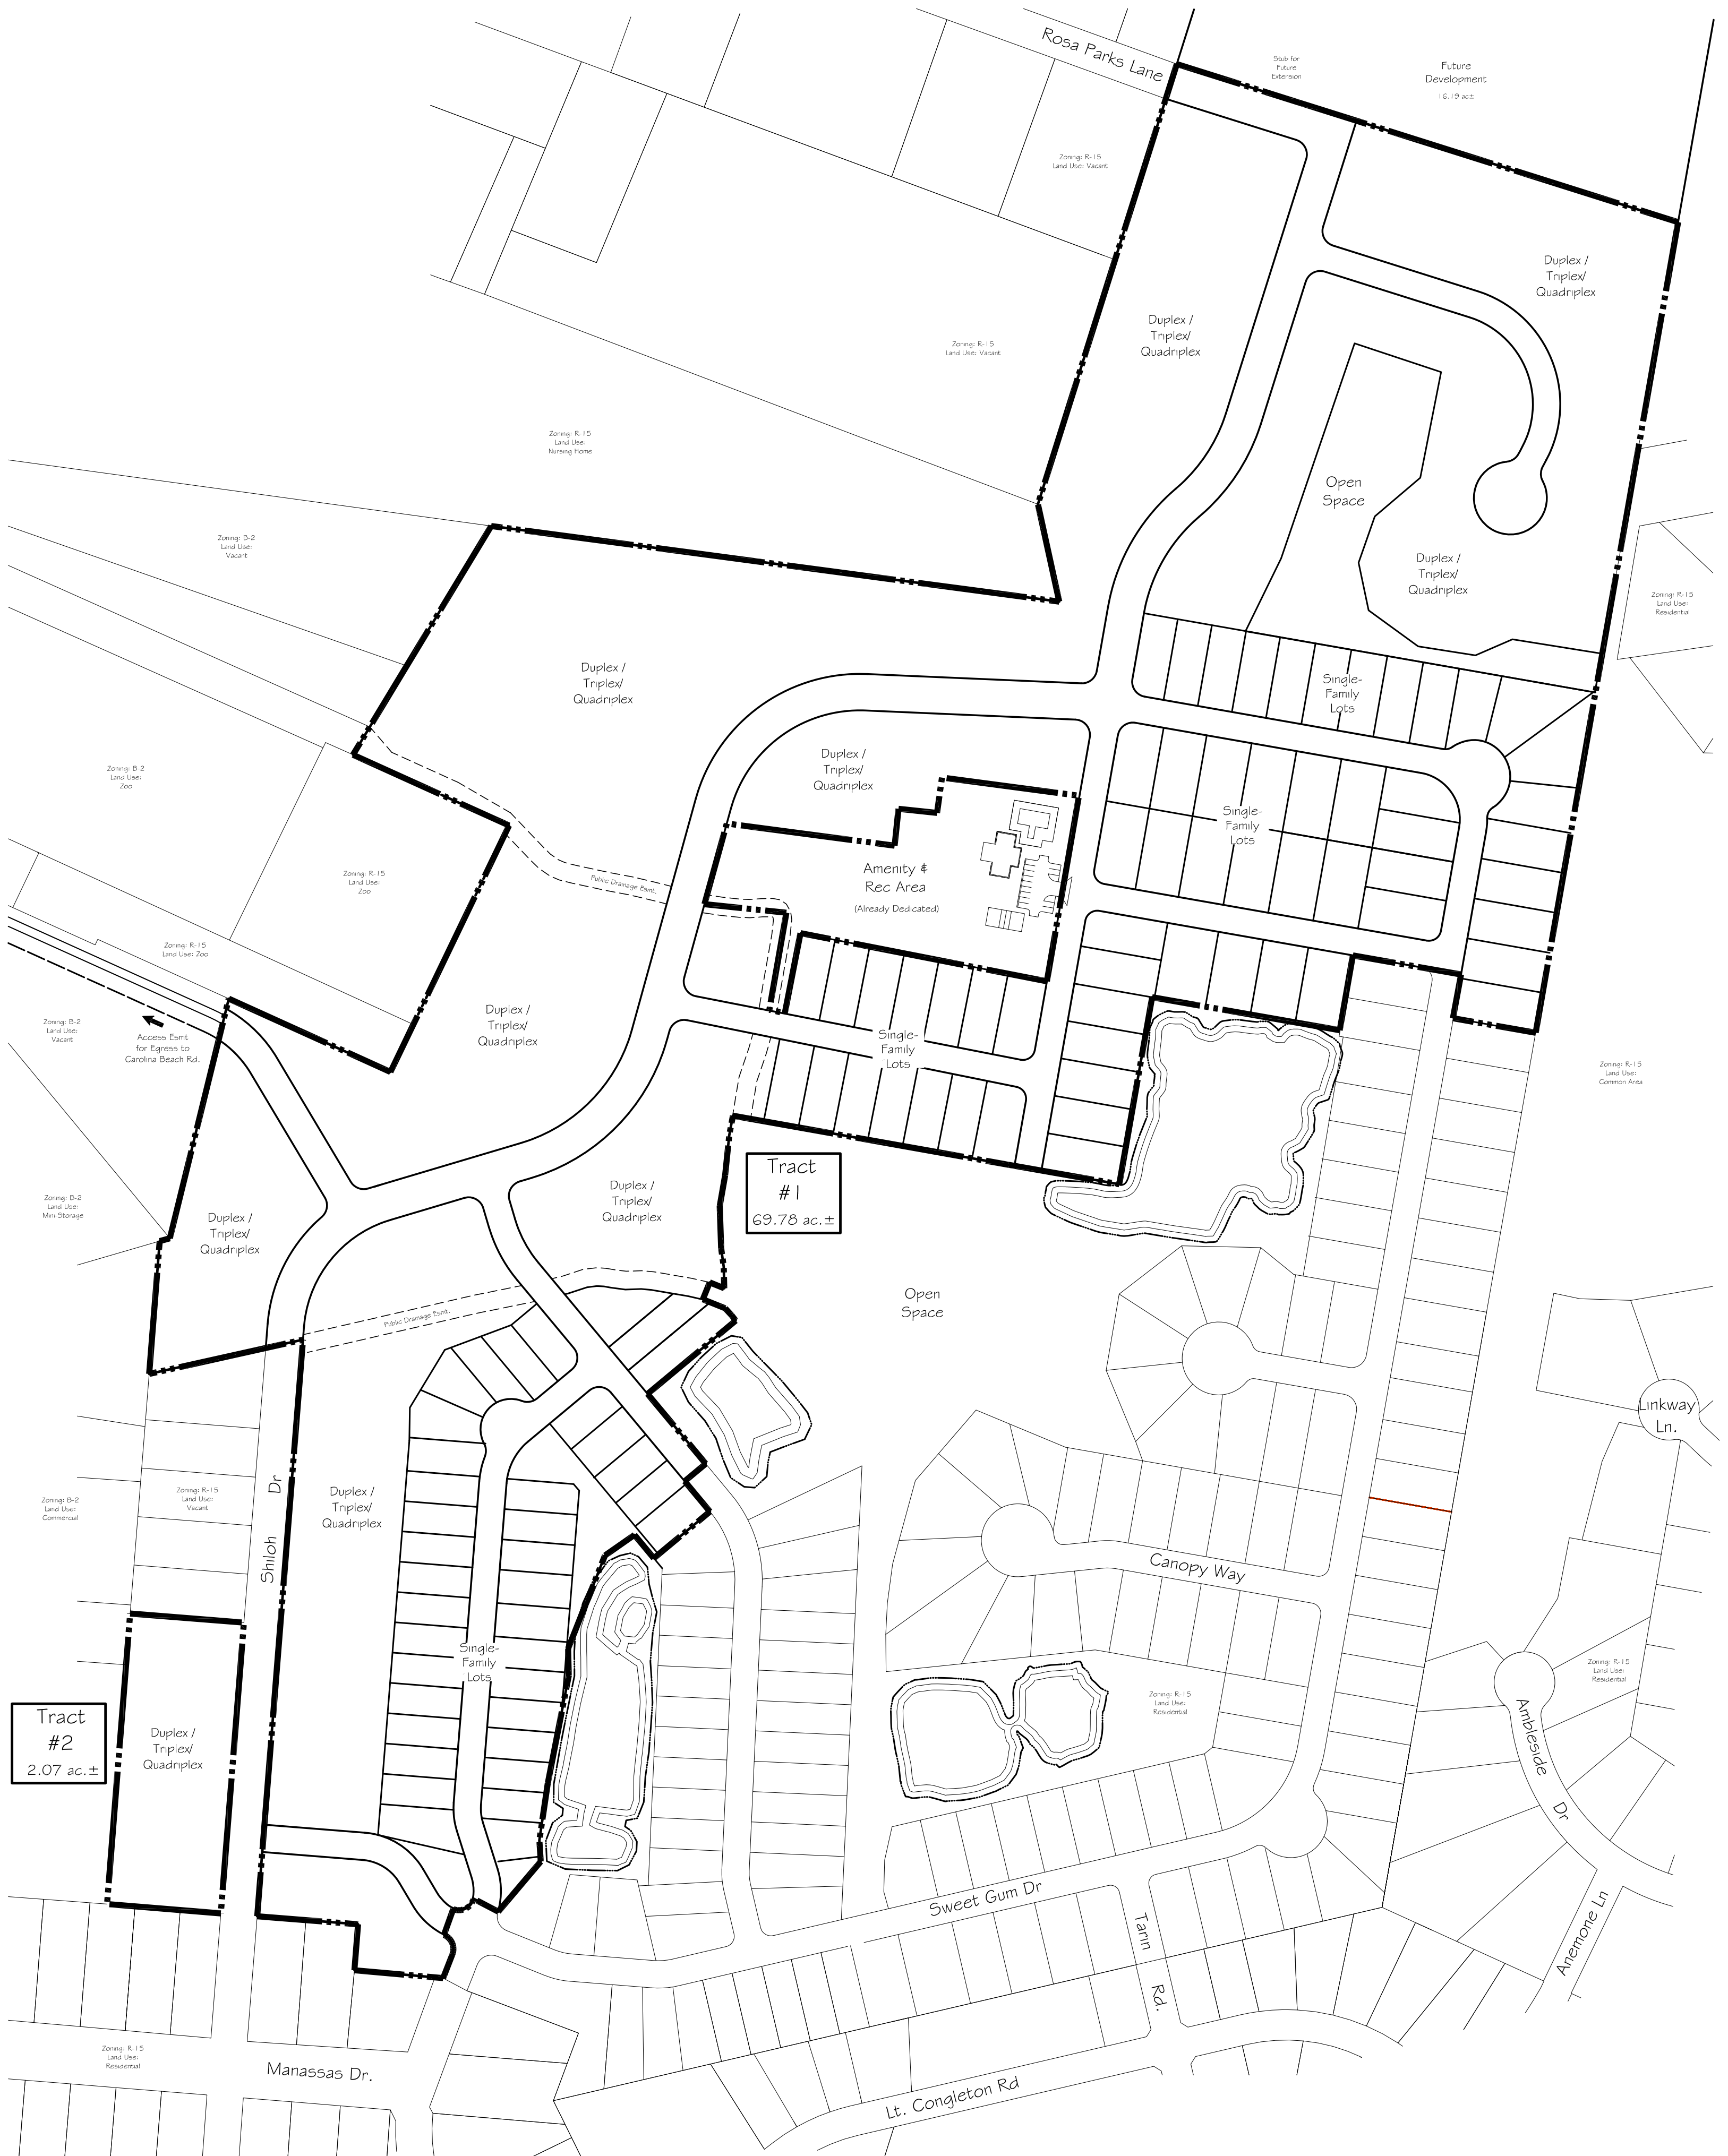 Rosa Parks Lane
Stub for
Future
Extension
Future
Development
16.19 ac±
Zoning: R-15
Land Use: Vacant
Duplex /
Triplex/
Quadriplex
Duplex /
Triplex/
Quadriplex
Zoning: R-15
Land Use: Vacant
Zoning: R-15
Land Use:
Nursing Home
Open
Space
Zoning: B-2
Land Use:
Vacant
Duplex /
Triplex/
Quadriplex
Zoning: R-15
Land Use:
Residential
Duplex /
Triplex/
Quadriplex
Single-
Family
Lots
Duplex /
Triplex/
Quadriplex
Zoning: B-2
Land Use:
Zoo
Single-
Family
Lots
Amenity &
Rec Area
(Already Dedicated)
Zoning: R-15
Land Use:
Zoo
Public Drainage Esmt.
Zoning: R-15
Land Use: Zoo
Duplex /
Triplex/
Quadriplex
Zoning: B-2
Land Use:
Vacant
Access Esmt
for Egress to
Carolina Beach Rd.
Single-
Family
Lots
Zoning: R-15
Land Use:
Common Area
Tract
#1
69.78 ac.±
Duplex /
Triplex/
Quadriplex
Zoning: B-2
Land Use:
Mini-Storage
Duplex /
Triplex/
Quadriplex
Open
Space
Public Drainage Esmt.
Linkway
Ln.
Zoning: B-2
Land Use:
Commercial
Zoning: R-15
Land Use:
Vacant
Shiloh Dr
Duplex /
Triplex/
Quadriplex
Canopy Way
Single-
Family
Lots
Zoning: R-15
Land Use:
Residential
Zoning: R-15
Land Use:
Residential
Tract
#2
2.07 ac.±
Duplex /
Triplex/
Quadriplex
Ambleside Dr
Sweet Gum Dr
Tarin Rd.
Anemone Ln
Zoning: R-15
Land Use:
Residential
Manassas Dr.
Lt. Congleton Rd